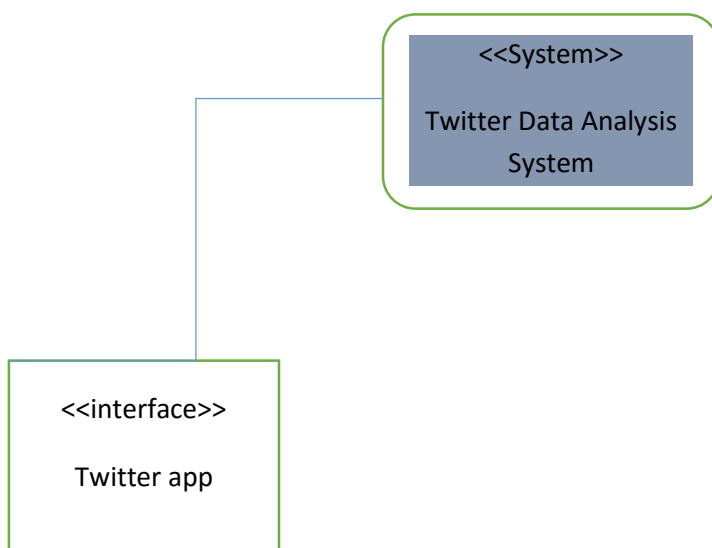 <<System>>
Twitter Data Analysis
System
<<interface>>
Twitter app